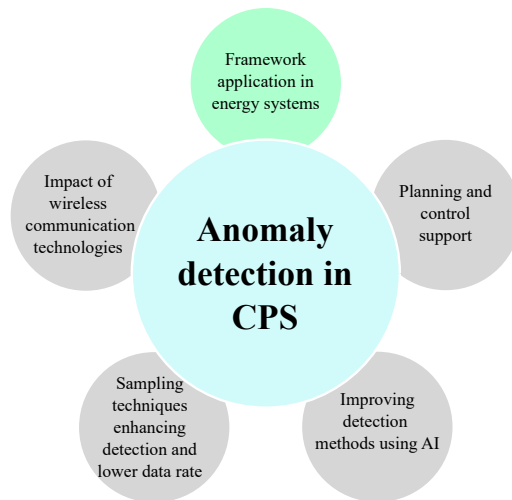 Framework
application in
energy systems
Impact of
wireless
communication
technologies
Planning and
control
support
Anomaly
detection in
CPS
Sampling
techniques
enhancing
detection and
lower data rate
Improving
detection
methods using AI